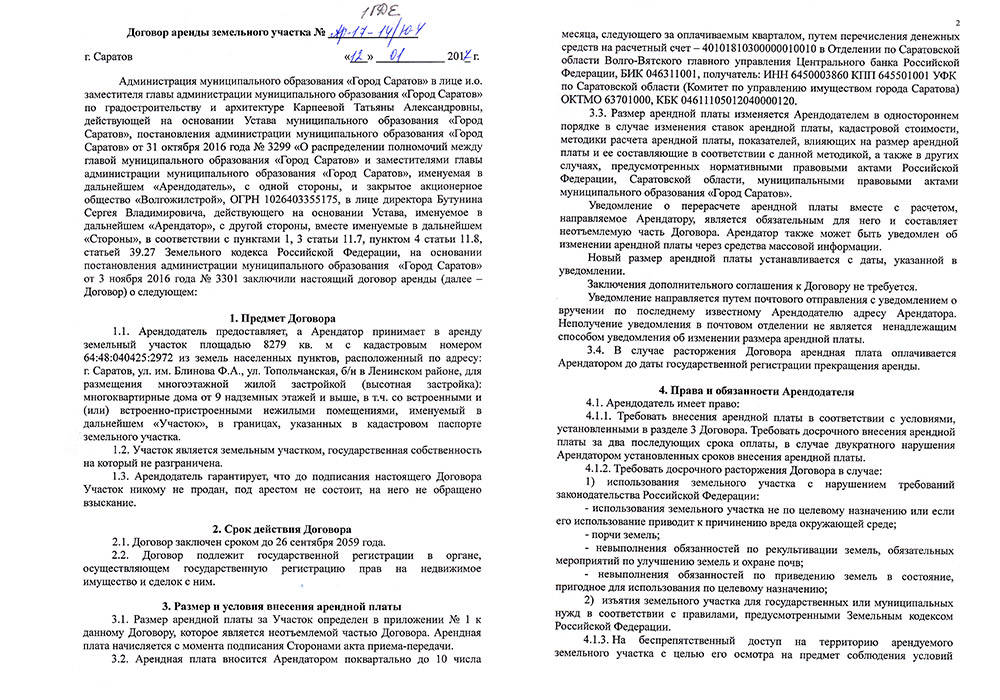 1 ГДЕ
Договор аренды земельного участка № Ар-17-14/Ю-4
г. Саратов «12» 01 2017 г.
Администрация муниципального образования «Город Саратов» в лице и.о.
заместителя главы администрации муниципального образования «Город Саратов»
по градостроительству и архитектуре Карпеевой Татьяны Александровны,
действующей на основании Устава муниципального образования «Город
Саратов», постановления администрации муниципального образования «Город
Саратов» от 31 октября 2016 года № 3299 «О распределении полномочий между
главой муниципального образования «Город Саратов» и заместителями главы
администрации муниципального образования «Город Саратов», именуемая в
дальнейшем «Арендодатель», с одной стороны, и закрытое акционерное
общество «Волгожилстрой», ОГРН 1026403355175, в лице директора Бутунина
Сергея Владимировича, действующего на основании Устава, именуемое в
дальнейшем «Арендатор», с другой стороны, вместе именуемые в дальнейшем
«Стороны», в соответствии с пунктами 1, 3 статьи 11.7, пунктом 4 статьи 11.8,
статьей 39.27 Земельного кодекса Российской Федерации, на основании
постановления администрации муниципального образования «Город Саратов»
от 3 ноября 2016 года № 3301 заключили настоящий договор аренды (далее –
Договор) о следующем:
1. Предмет Договора
1.1. Арендодатель предоставляет, а Арендатор принимает в аренду
земельный участок площадью 8279 кв. м с кадастровым номером
64:48:040425:2972 из земель населенных пунктов, расположенный по адресу:
г. Саратов, ул. им. Блинова Ф.А., ул. Топольчанская, б/н в Ленинском районе, для
размещения многоэтажной жилой застройкой (высотная застройка):
многоквартирные дома от 9 надземных этажей и выше, в т.ч. со встроенными и
(или) встроенно-пристроенными нежилыми помещениями, именуемый в
дальнейшем «Участок», в границах, указанных в кадастровом паспорте
земельного участка.
1.2. Участок является земельным участком, государственная собственность
на который не разграничена.
1.3. Арендодатель гарантирует, что до подписания настоящего Договора
Участок никому не продан, под арестом не состоит, на него не обращено
взыскание.
2. Срок действия Договора
2.1. Договор заключен сроком до 26 сентября 2059 года.
2.2. Договор подлежит государственной регистрации в органе,
осуществляющем государственную регистрацию прав на недвижимое
имущество и сделок с ним.
3. Размер и условия внесения арендной платы
3.1. Размер арендной платы за Участок определен в приложении № 1 к
данному Договору, которое является неотъемлемой частью Договора. Арендная
плата начисляется с момента подписания Сторонами акта приема-передачи.
3.2. Арендная плата вносится Арендатором поквартально до 10 числа
2
месяца, следующего за оплачиваемым кварталом, путем перечисления денежных
средств на расчетный счет – 40101810300000010010 в Отделении по Саратовской
области Волго-Вятского главного управления Центрального банка Российской
Федерации, БИК 046311001, получатель: ИНН 6450003860 КПП 645501001 УФК
по Саратовской области (Комитет по управлению имуществом города Саратова)
ОКТМО 63701000, КБК 04611105012040000120.
3.3. Размер арендной платы изменяется Арендодателем в одностороннем
порядке в случае изменения ставок арендной платы, кадастровой стоимости,
методики расчета арендной платы, показателей, влияющих на размер арендной
платы и ее составляющие в соответствии с данной методикой, а также в других
случаях, предусмотренных нормативными правовыми актами Российской
Федерации, Саратовской области, муниципальными правовыми актами
муниципального образования «Город Саратов».
Уведомление о перерасчете арендной платы вместе с расчетом,
направляемое Арендатору, является обязательным для него и составляет
неотъемлемую часть Договора. Арендатор также может быть уведомлен об
изменении арендной платы через средства массовой информации.
Новый размер арендной платы устанавливается с даты, указанной в
уведомлении.
Заключения дополнительного соглашения к Договору не требуется.
Уведомление направляется путем почтового отправления с уведомлением о
вручении по последнему известному Арендодателю адресу Арендатора.
Неполучение уведомления в почтовом отделении не является ненадлежащим
способом уведомления об изменении размера арендной платы.
3.4. В случае расторжения Договора арендная плата оплачивается
Арендатором до даты государственной регистрации прекращения аренды.
4. Права и обязанности Арендодателя
4.1. Арендодатель имеет право:
4.1.1. Требовать внесения арендной платы в соответствии с условиями,
установленными в разделе 3 Договора. Требовать досрочного внесения арендной
платы за два последующих срока оплаты, в случае двукратного нарушения
Арендатором установленных сроков внесения арендной платы.
4.1.2. Требовать досрочного расторжения Договора в случае:
1) использования земельного участка с нарушением требований
законодательства Российской Федерации:
- использования земельного участка не по целевому назначению или если
его использование приводит к причинению вреда окружающей среде;
- порчи земель;
- невыполнения обязанностей по рекультивации земель, обязательных
мероприятий по улучшению земель и охране почв;
- невыполнения обязанностей по приведению земель в состояние,
пригодное для использования по целевому назначению;
2) изъятия земельного участка для государственных или муниципальных
нужд в соответствии с правилами, предусмотренными Земельным кодексом
Российской Федерации.
4.1.3. На беспрепятственный доступ на территорию арендуемого
земельного участка с целью его осмотра на предмет соблюдения условий